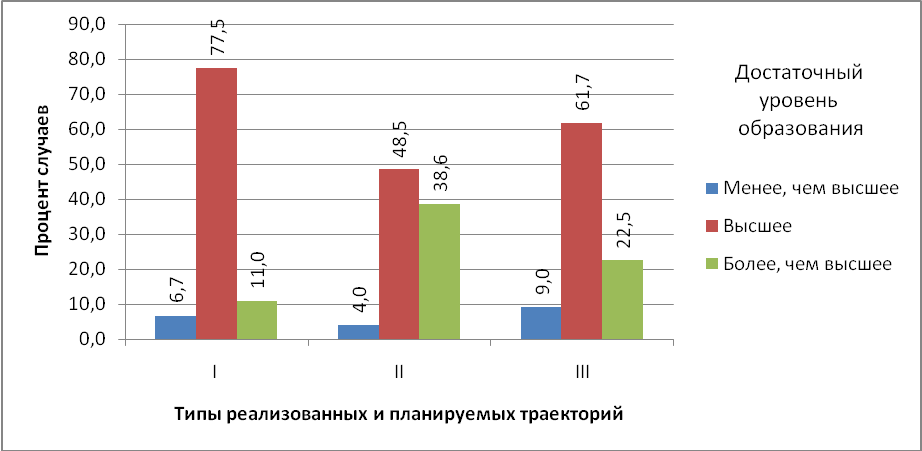 90,0
80,0
70,0
60,0
50,0
40,0
30,0
20,0
10,0
0,0
Процент случаев
6,7
77,5
11,0
4,0
48,5
38,6
9,0
61,7
22,5
I
II
III
Типы реализованных и планируемых траекторий
Достаточный
уровень
образования
Менее, чем высшее
Высшее
Более, чем высшее